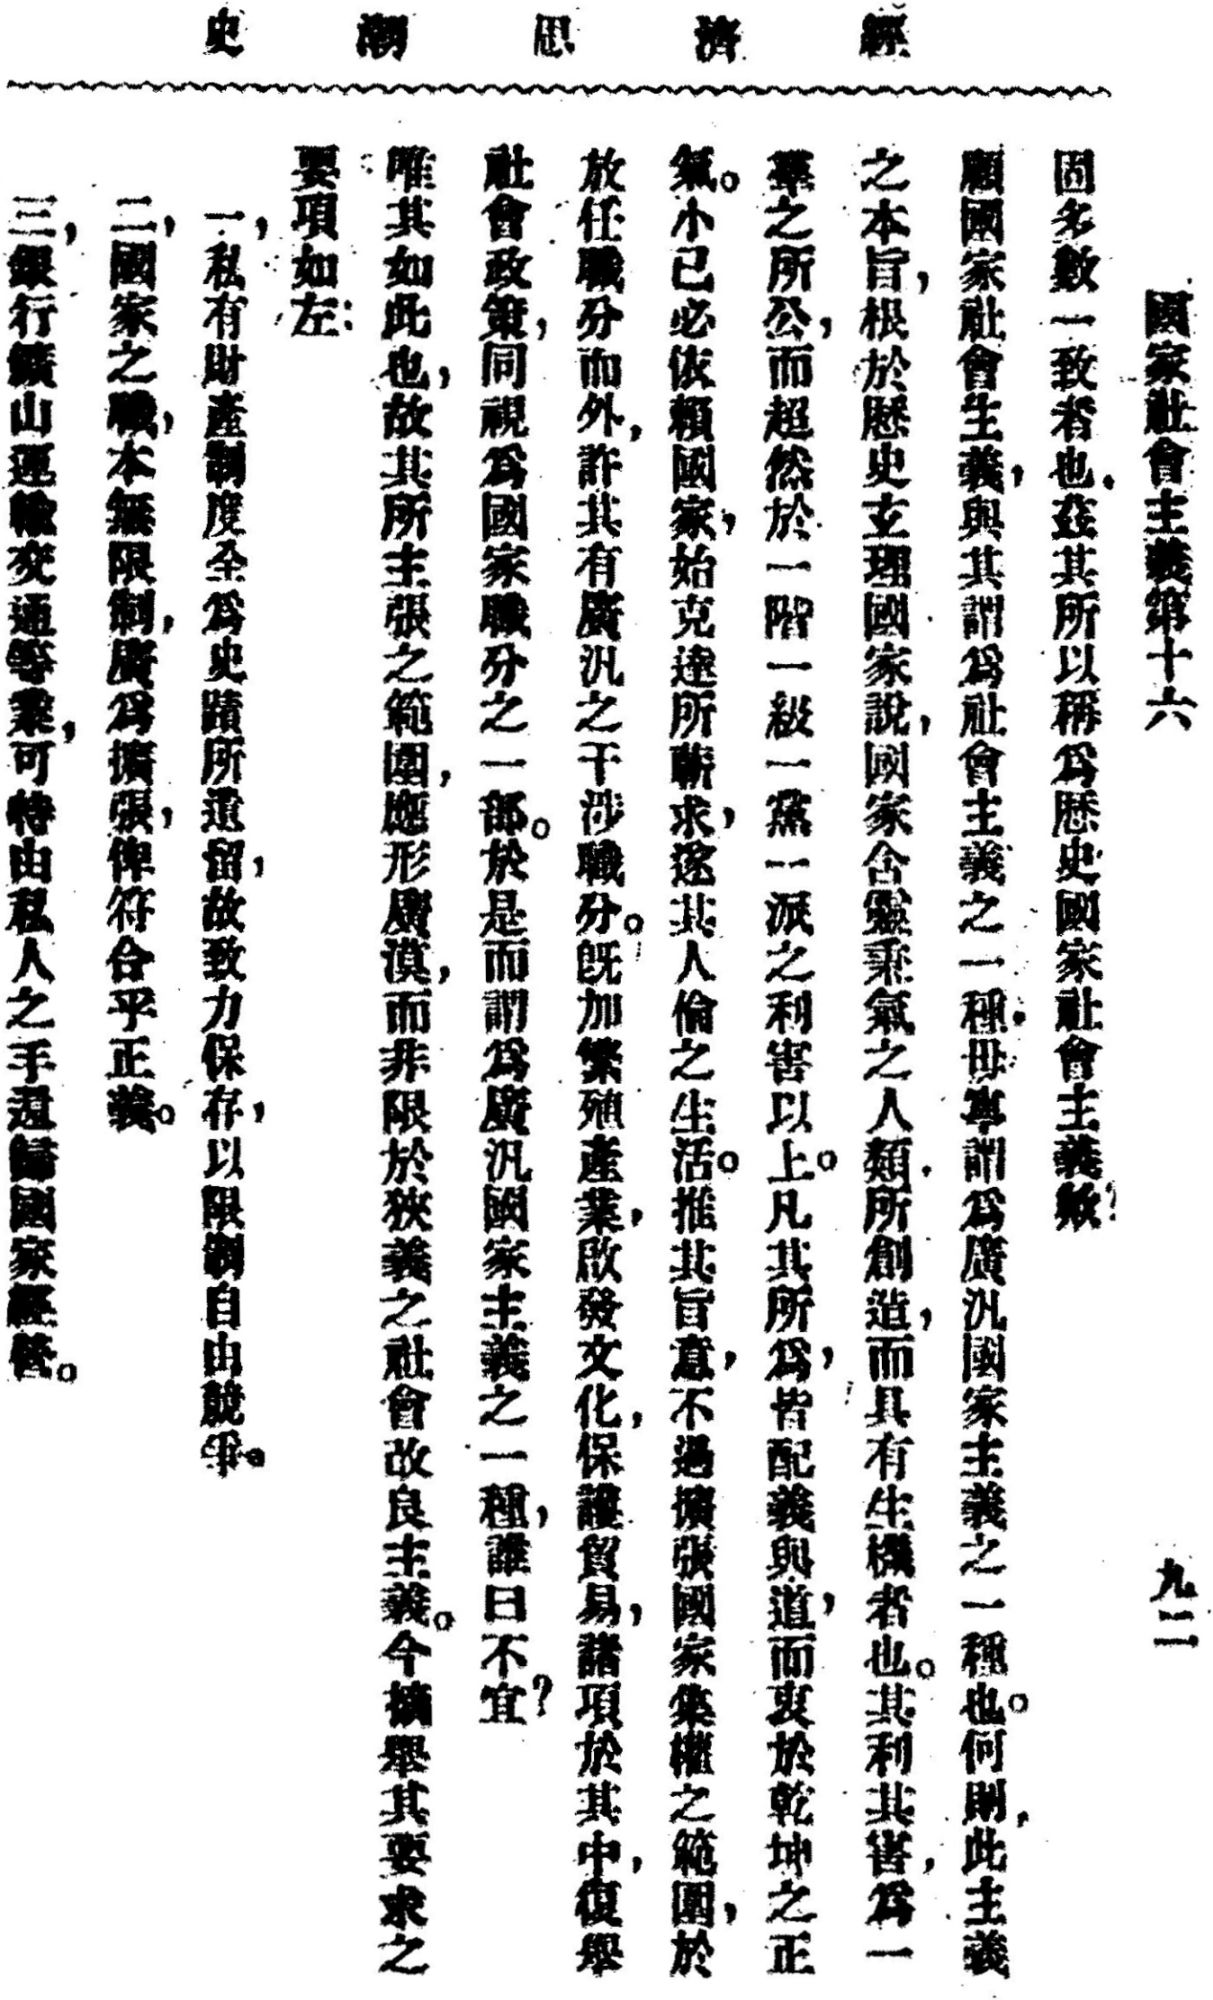 經濟思潮史
國家社會主義第十六
九二
固多數一致者也，茲其所以稱爲歷史國家社會主義歟？
顧國家社會生義，與其謂爲社會主義之一種，毋寧謂爲廣汎國家主義之一種也。何則，此主義
之本旨，根於歷史玄理國家說，國家含靈秉氣之人類，所創造，而具有生機者也。其利其害，爲一
羣之所公，而超然於一階一級一黨一派之利害以上。凡其所爲，皆配義與道，而衷於乾坤之正
氣。小已必依賴國家，始克達所蘄求，遂其人倫之生活。推其旨意，不過擴張國家集權之範圍，於
放任職分而外，許其有廣汎之干涉職分。旣加繁殖產業，啟發文化，保護貿易，諸項於其中，復舉
社會政策，同視爲國家職分之一部。於是而謂爲廣汎國家主義之一種，誰曰不宜？
唯其如此也，故其所主張之範圍，應形廣漠，而非限於狹義之社會改良主義。今摘舉其要求之
要項如左：
一，私有財產制度全爲史蹟所遺留，故致力保存，以限制自由競爭。
二，國家之職，本無限制，廣爲擴張，俾符合乎正義。
三，銀行鑛山運輸交通等業，可特由私人之手還歸國家經營。